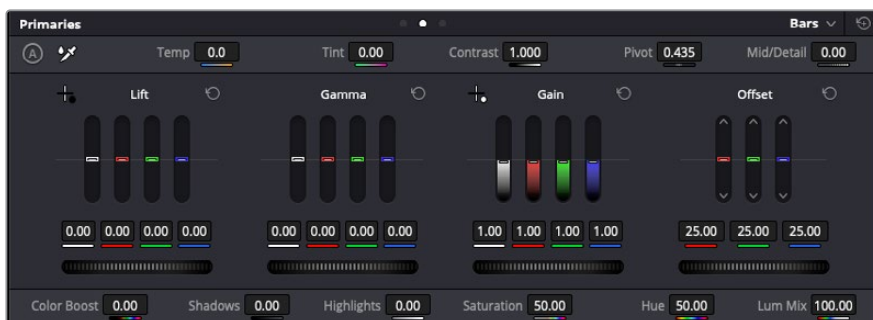 Primaries Bars
A Temp 0.0 Tint 0.00 Contrast 1.000 Pivot 0.435 Mid/Detail 0.00
Lift Gamma Gain Offset
0.00 0.00 0.00 0.00 0.00 0.00 0.00 0.00 1.00 1.00 1.00 1.00 25.00 25.00 25.00
Color Boost 0.00 Shadows 0.00 Highlights 0.00 Saturation 50.00 Hue 50.00 Lum Mix 100.00